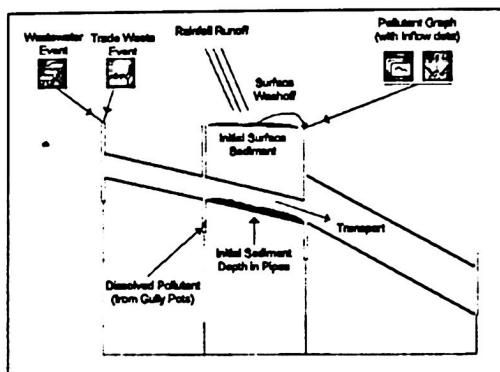 Wastewater
Event
Trade Waste
Event
Rainfall Runoff
Pollutant Graph
(with Inflow data)
Surface
Washoff
Initial Surface
Sediment
Transport
Initial Sediment
Depth in Pipes
Dissolved Pollutant
(from Gully Pots)